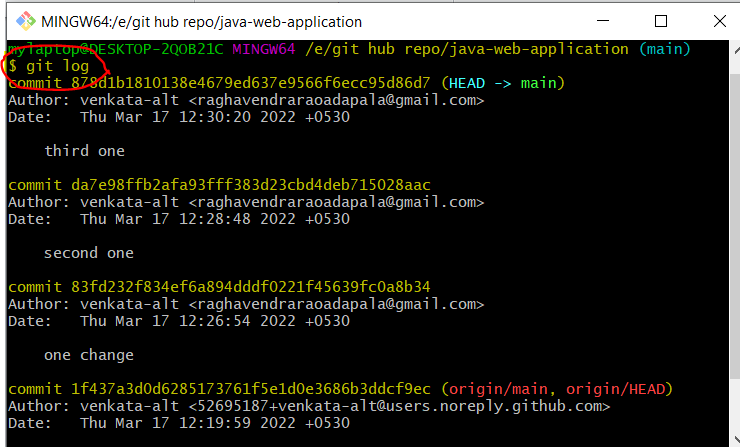 MINGW64:/e/git hub repo/java-web-application
mylaptop@DESKTOP-2QOB21C MINGW64 /e/git hub repo/java-web-application (main)
$ git log
commit 878d1b1810138e4679ed637e9566f6ecc95d86d7 (HEAD -> main)
Author: venkata-alt <raghavendraraoadapala@gmail.com>
Date:   Thu Mar 17 12:30:20 2022 +0530
third one
commit da7e98ffb2afa93fff383d23cbd4deb715028aac
Author: venkata-alt <raghavendraraoadapala@gmail.com>
Date:   Thu Mar 17 12:28:48 2022 +0530
second one
commit 83fd232f834ef6a894dddf0221f45639fc0a8b34
Author: venkata-alt <raghavendraraoadapala@gmail.com>
Date:   Thu Mar 17 12:26:54 2022 +0530
one change
commit 1f437a3d0d6285173761f5e1d0e3686b3ddcf9ec (origin/main, origin/HEAD)
Author: venkata-alt <52695187+venkata-alt@users.noreply.github.com>
Date:   Thu Mar 17 12:19:59 2022 +0530